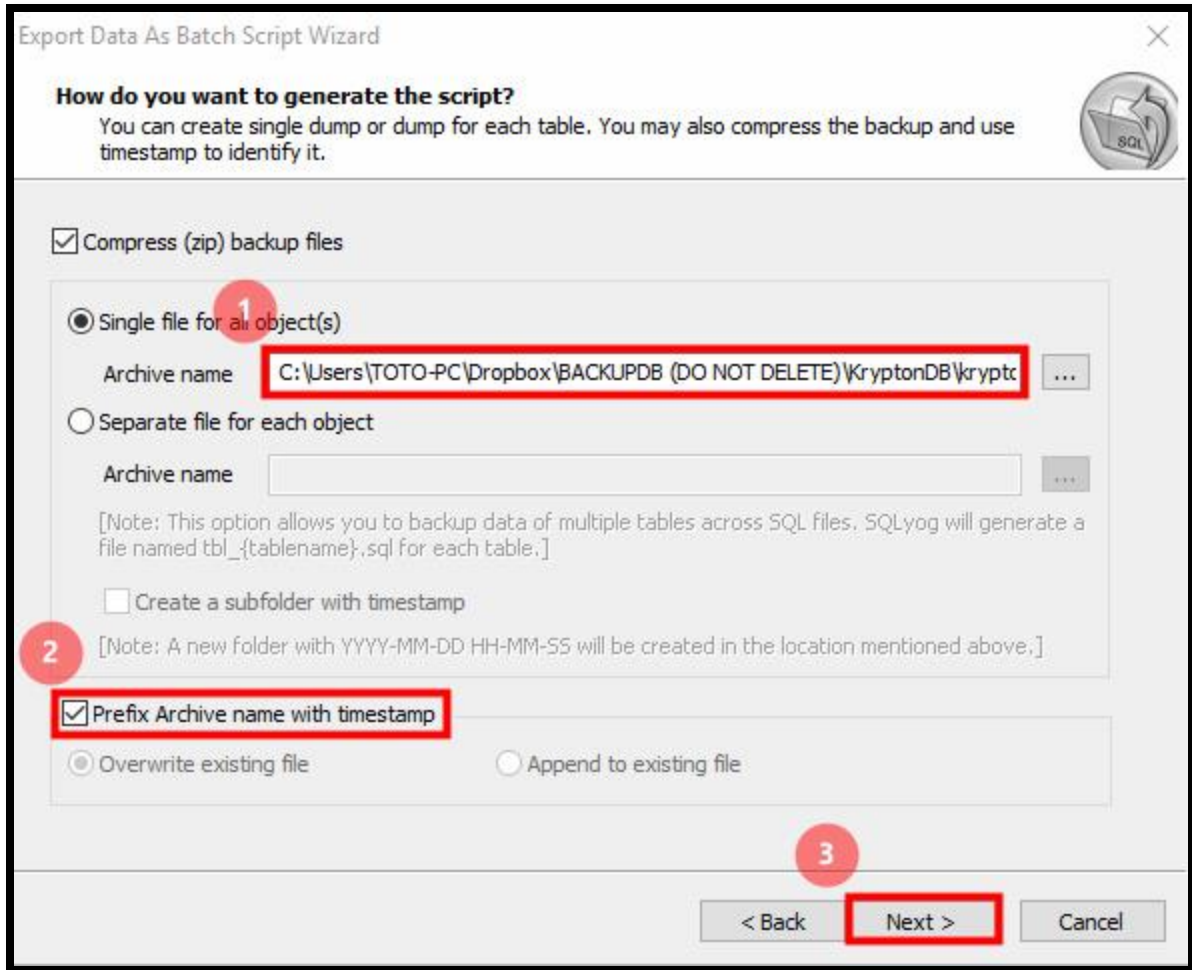 Export Data As Batch Script Wizard
How do you want to generate the script?
You can create single dump or dump for each table. You may also compress the backup and use
timestamp to identify it.
SQL
Compress (zip) backup files
1
Single file for all object(s)
Archive name C:\Users\TOTO-PC\Dropbox\BACKUPDB (DO NOT DELETE)\KryptonDB\krypto ...
Separate file for each object
Archive name ...
[Note: This option allows you to backup data of multiple tables across SQL files. SQLyog will generate a
file named tbl_{tablename}.sql for each table.]
Create a subfolder with timestamp
2
[Note: A new folder with YYYY-MM-DD HH-MM-SS will be created in the location mentioned above.]
Prefix Archive name with timestamp
Overwrite existing file Append to existing file
3
< Back Next > Cancel